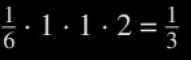 1/6 · 1 · 1 · 2 = 1/3